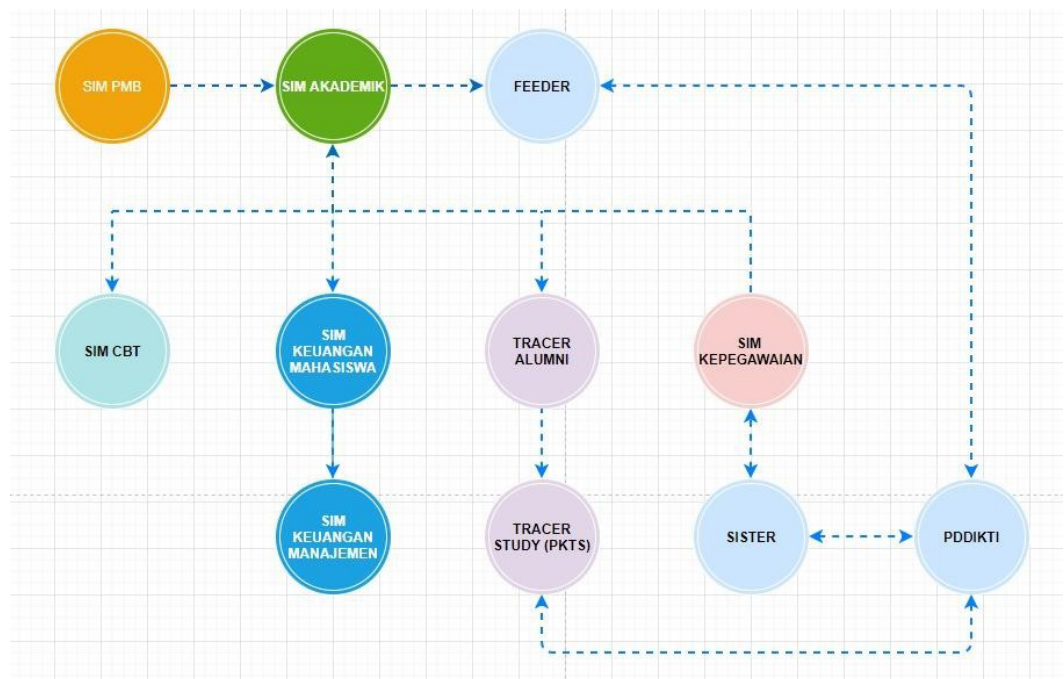 SIM PMB
SIM AKADEMIK
FEEDER
SIM CBT
SIM
KEUANGAN
MAHASISWA
TRACER
ALUMNI
SIM
KEPEGAWAIAN
SIM
KEUANGAN
MANAJEMEN
TRACER
STUDY (PKTS)
SISTER
PDDIKTI